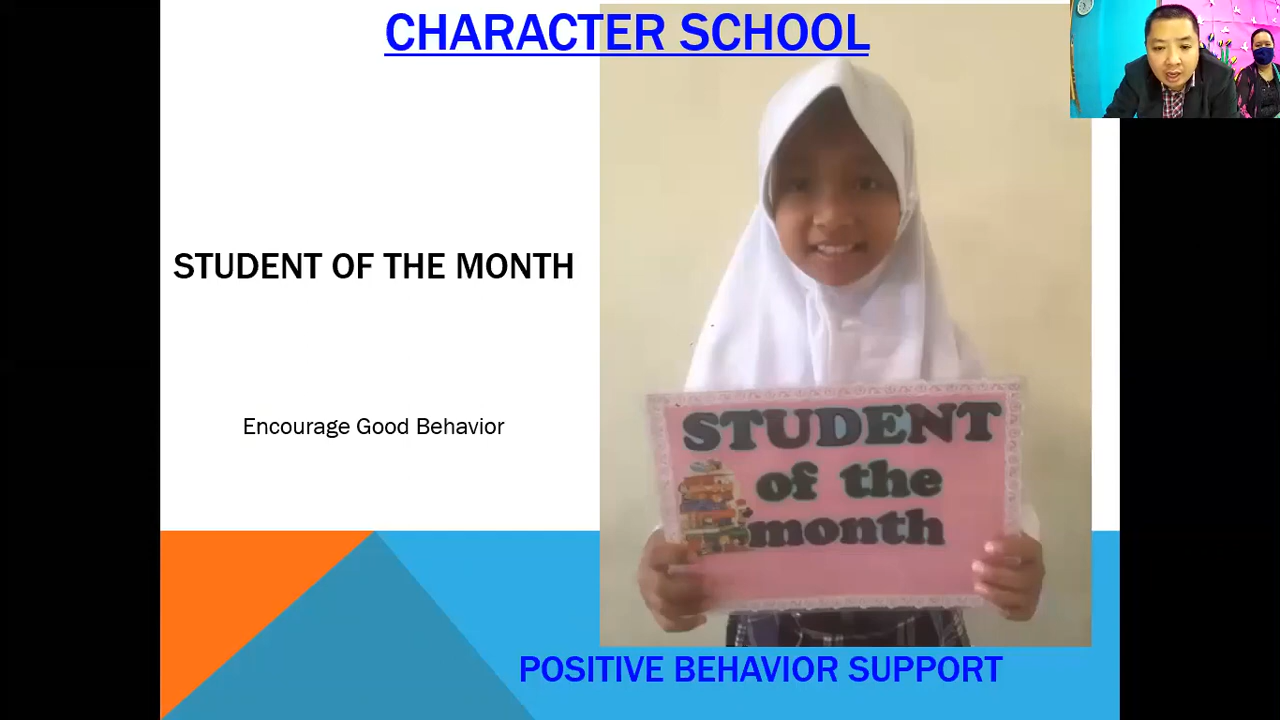 CHARACTER SCHOOL
STUDENT OF THE MONTH
Encourage Good Behavior
STUDENT
of the
month
POSITIVE BEHAVIOR SUPPORT